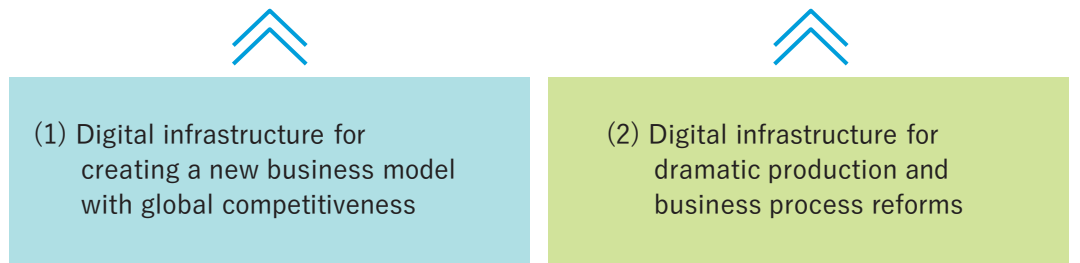 (1) Digital infrastructure for
creating a new business model
with global competitiveness
(2) Digital infrastructure for
dramatic production and
business process reforms